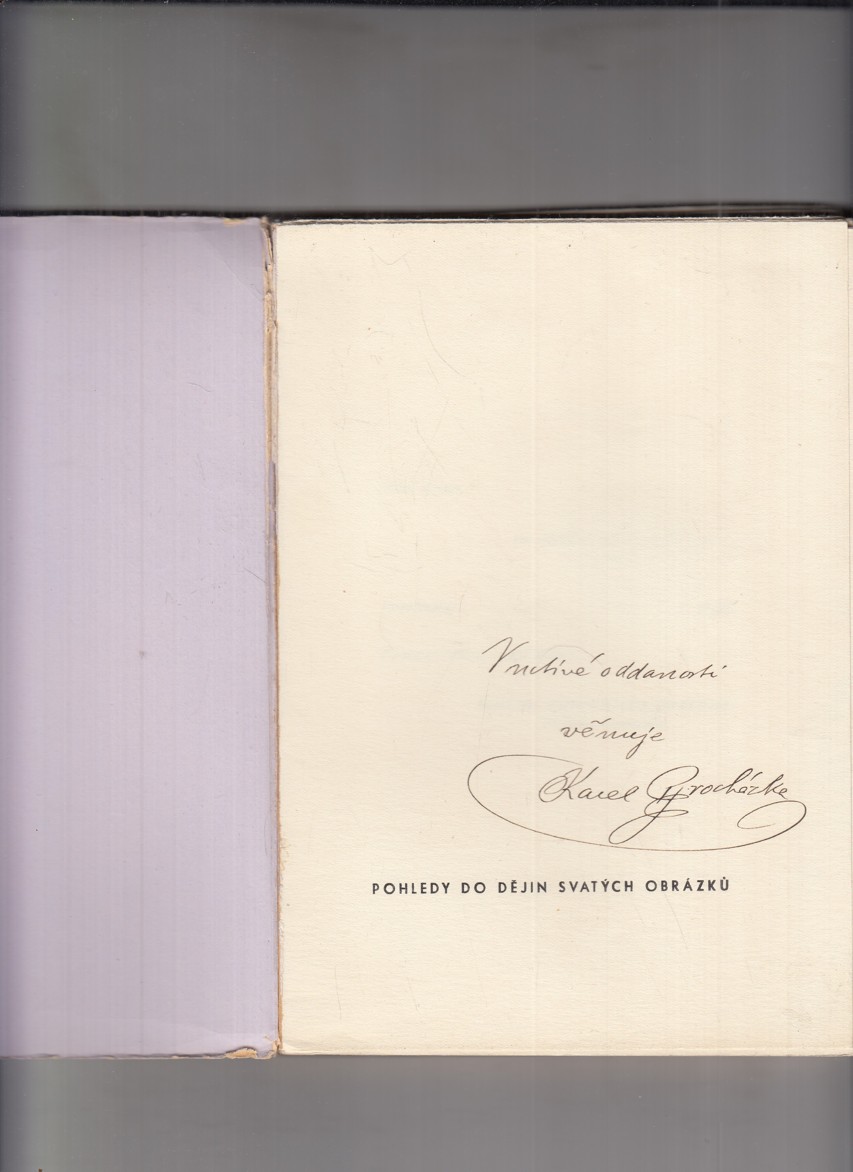 V uctivé oddanosti
věnuje
Karel Procházka
POHLEDY DO DĚJIN SVATÝCH OBRÁZKŮ